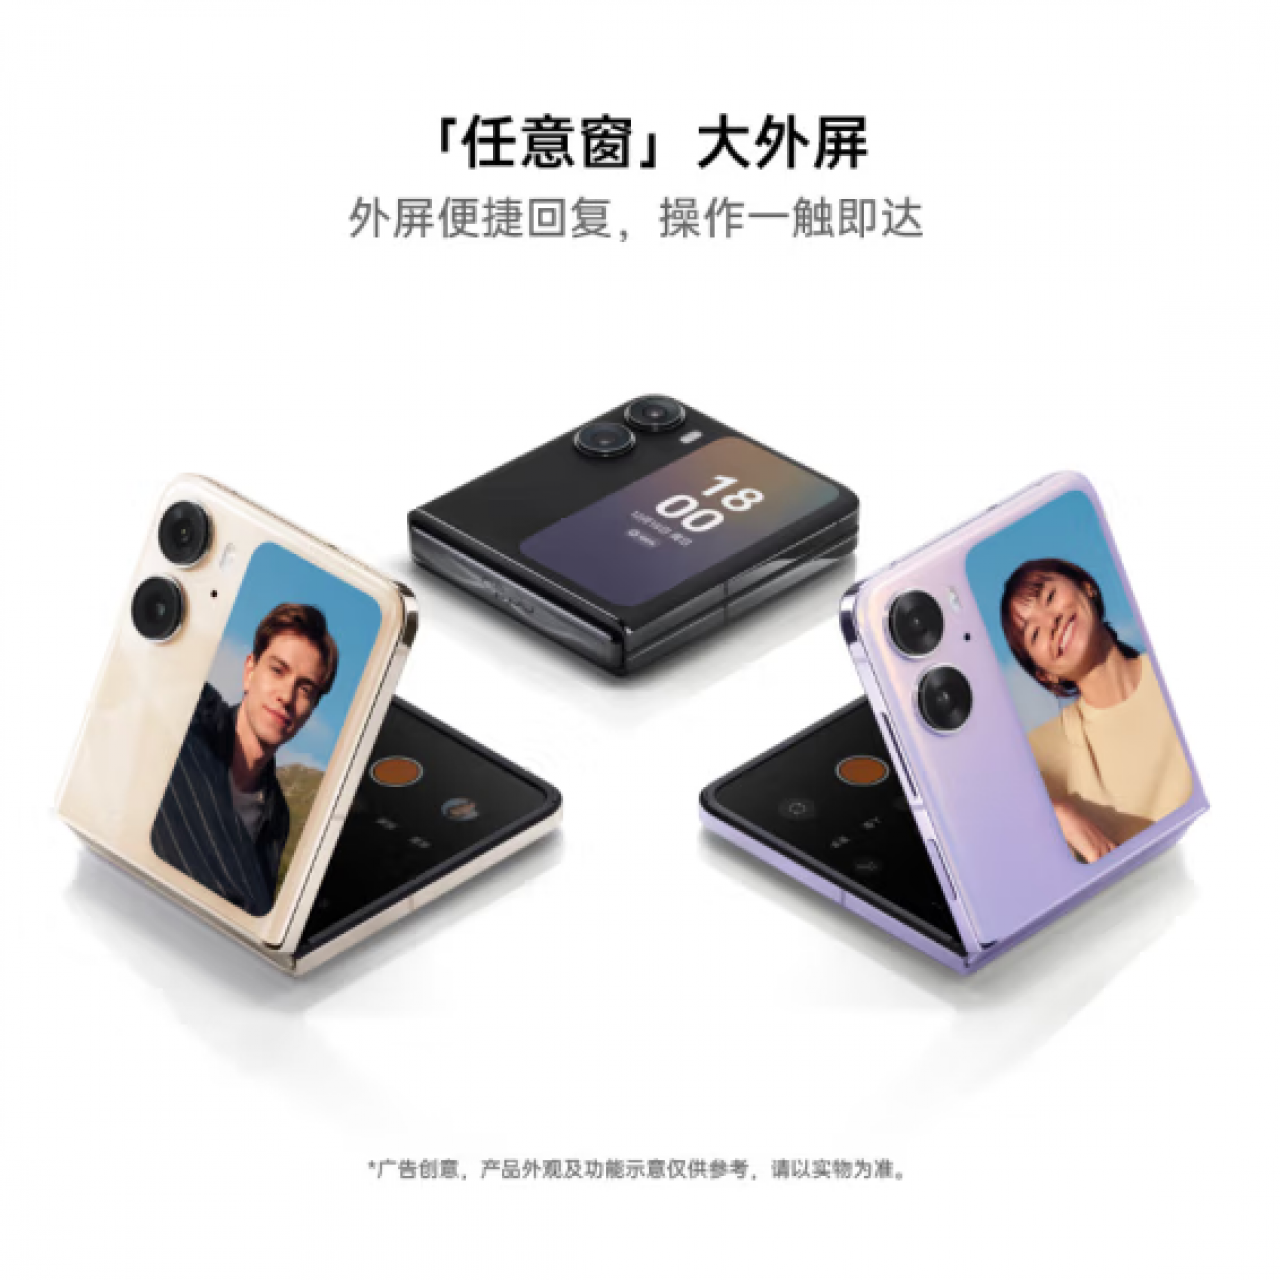 「任意窗」大外屏
外屏便捷回复，操作一触即达
18
00
*广告创意，产品外观及功能示意仅供参考，请以实物为准。